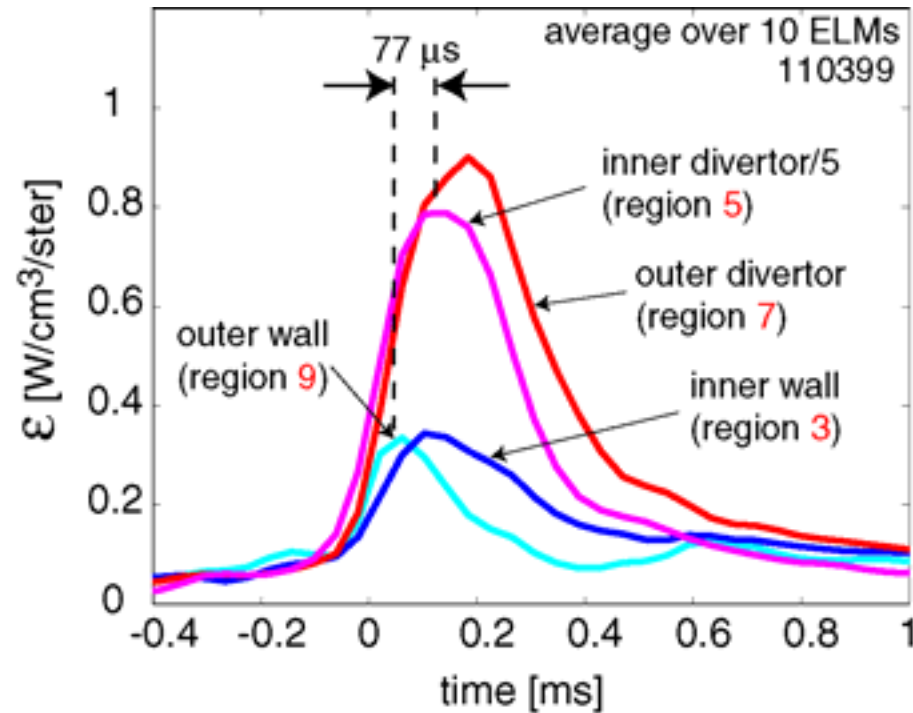 average over 10 ELMs
110399
77 μs
inner divertor/5
(region 5)
outer divertor
(region 7)
outer wall
(region 9)
inner wall
(region 3)
ε [W/cm³/ster]
1
0.8
0.6
0.4
0.2
0
-0.4
-0.2
0
0.2
0.4
0.6
0.8
1
time [ms]